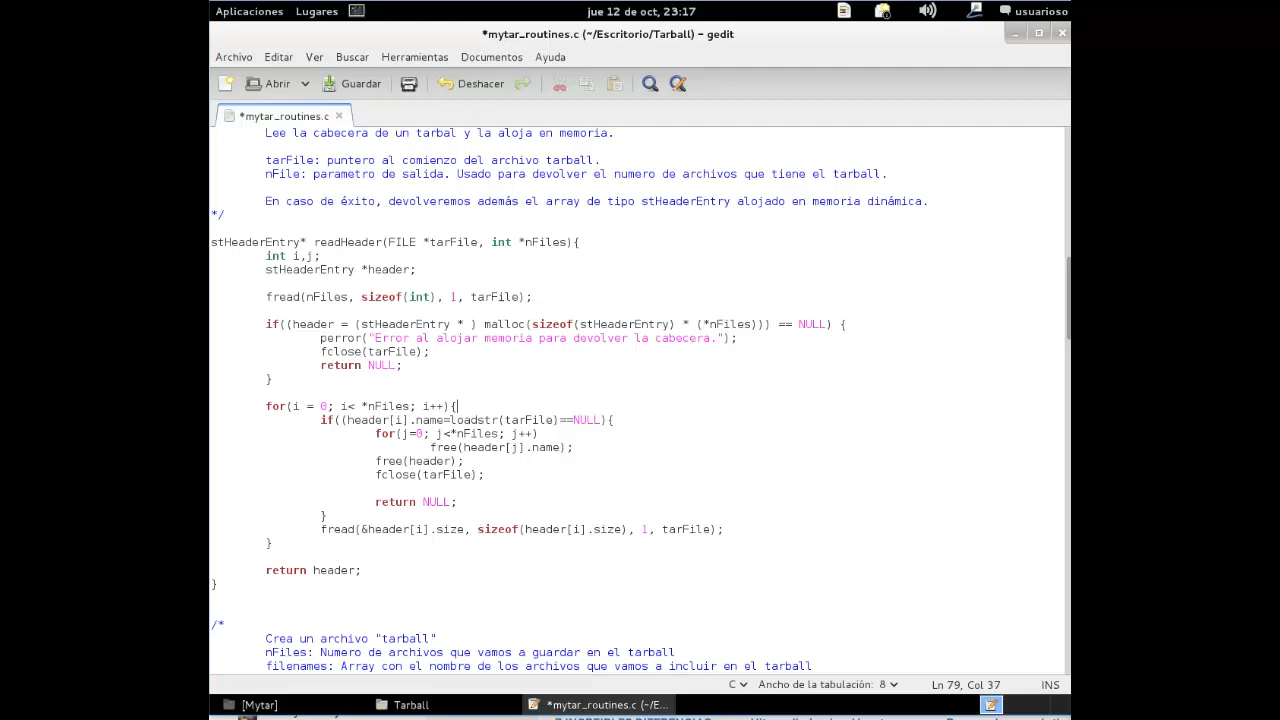 Aplicaciones Lugares jue 12 de oct, 23:17 1 usuarioso
*mytar_routines.c (~/Escritorio/Tarball) - gedit
Archivo Editar Ver Buscar Herramientas Documentos Ayuda
Abrir Guardar Deshacer
*mytar_routines.c
Lee la cabecera de un tarbal y la aloja en memoria.
tarFile: puntero al comienzo del archivo tarball.
nFile: parametro de salida. Usado para devolver el numero de archivos que tiene el tarball.
En caso de éxito, devolveremos además el array de tipo stHeaderEntry alojado en memoria dinámica.
*/
stHeaderEntry* readHeader(FILE *tarFile, int *nFiles){
int i,j;
stHeaderEntry *header;
fread(nFiles, sizeof(int), 1, tarFile);
if((header = (stHeaderEntry * ) malloc(sizeof(stHeaderEntry) * (*nFiles))) == NULL) {
perror("Error al alojar memoria para devolver la cabecera.");
fclose(tarFile);
return NULL;
}
for(i = 0; i< *nFiles; i++){
if((header[i].name=loadstr(tarFile)==NULL){
for(j=0; j<*nFiles; j++)
free(header[j].name);
free(header);
fclose(tarFile);
return NULL;
}
fread(&header[i].size, sizeof(header[i].size), 1, tarFile);
}
return header;
}
/*
Crea un archivo "tarball"
nFiles: Numero de archivos que vamos a guardar en el tarball
filenames: Array con el nombre de los archivos que vamos a incluir en el tarball
C Ancho de la tabulación: 8 Ln 79, Col 37 INS
[Mytar] Tarball *mytar_routines.c (~/E...